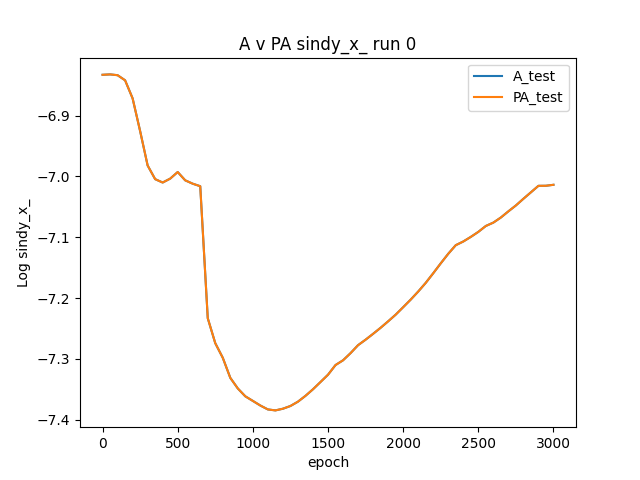 A v PA sindy_x_ run 0
A_test
PA_test
Log sindy_x_
−6.9
−7.0
−7.1
−7.2
−7.3
−7.4
0
500
1000
1500
2000
2500
3000
epoch